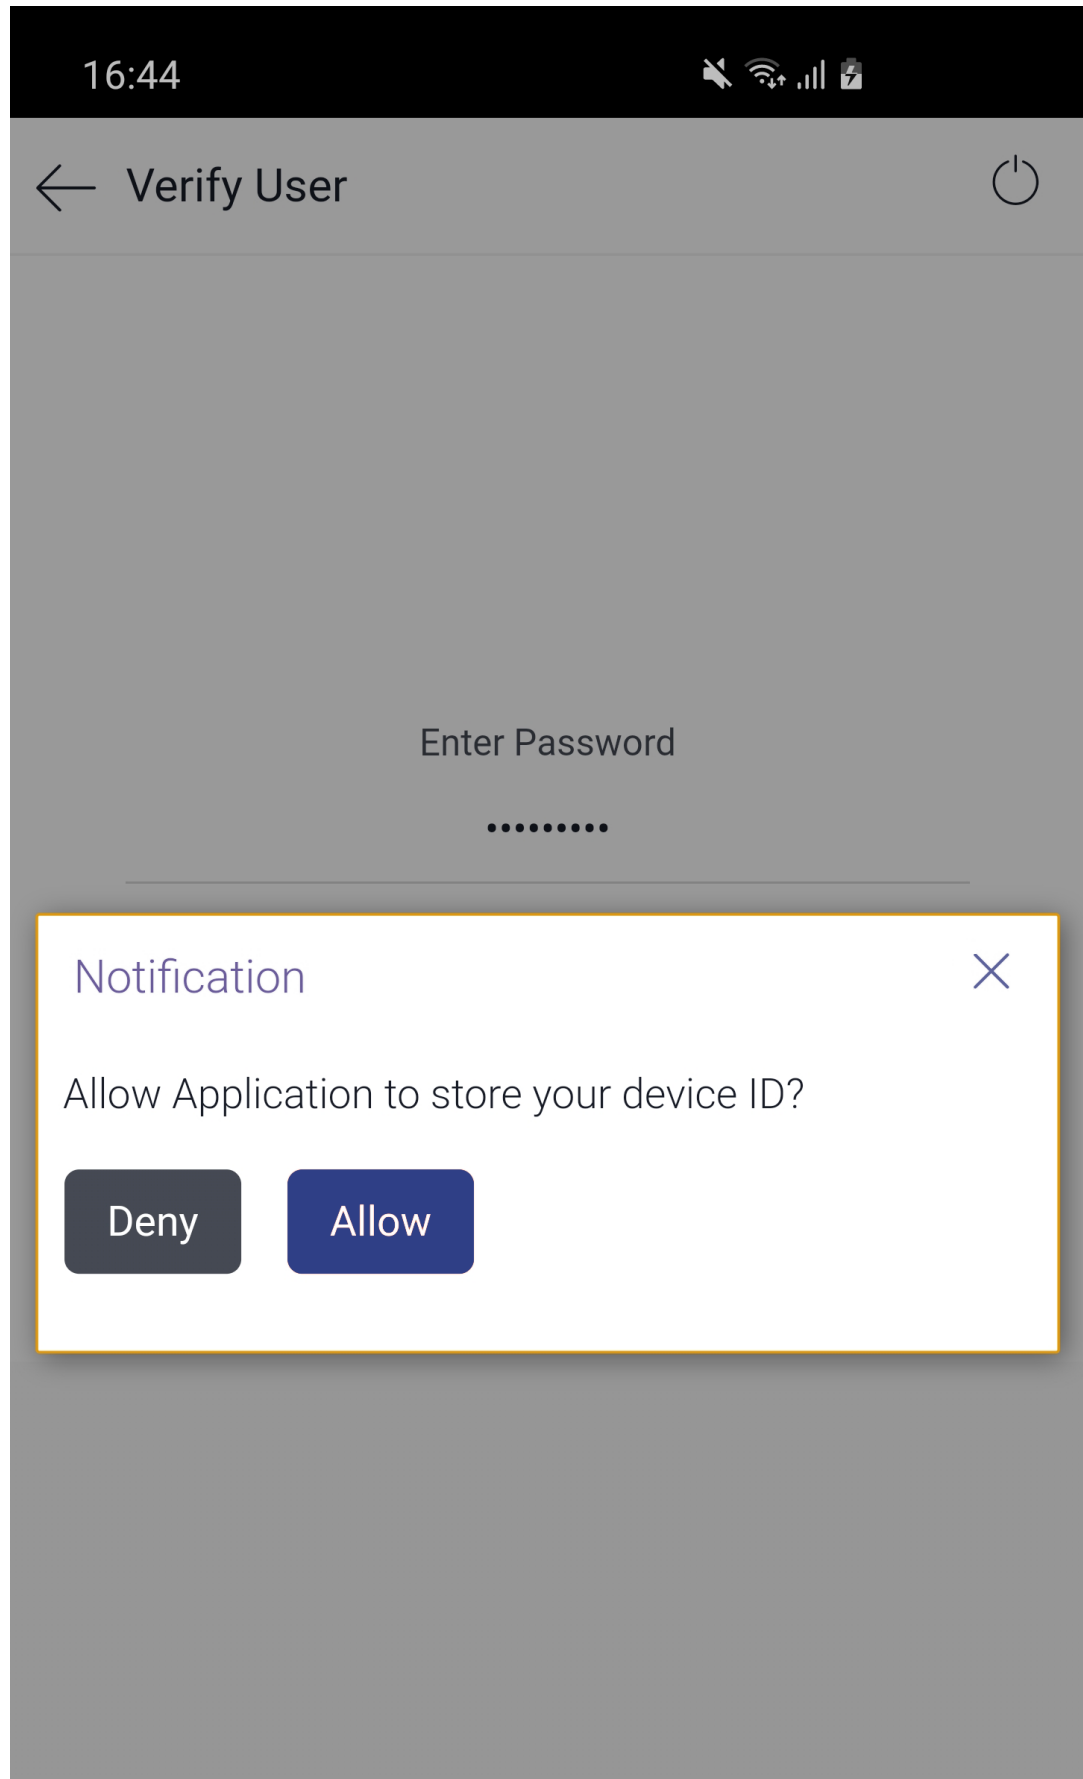 16:44
Verify User
Enter Password
•••••••••
Notification
Allow Application to store your device ID?
Deny Allow